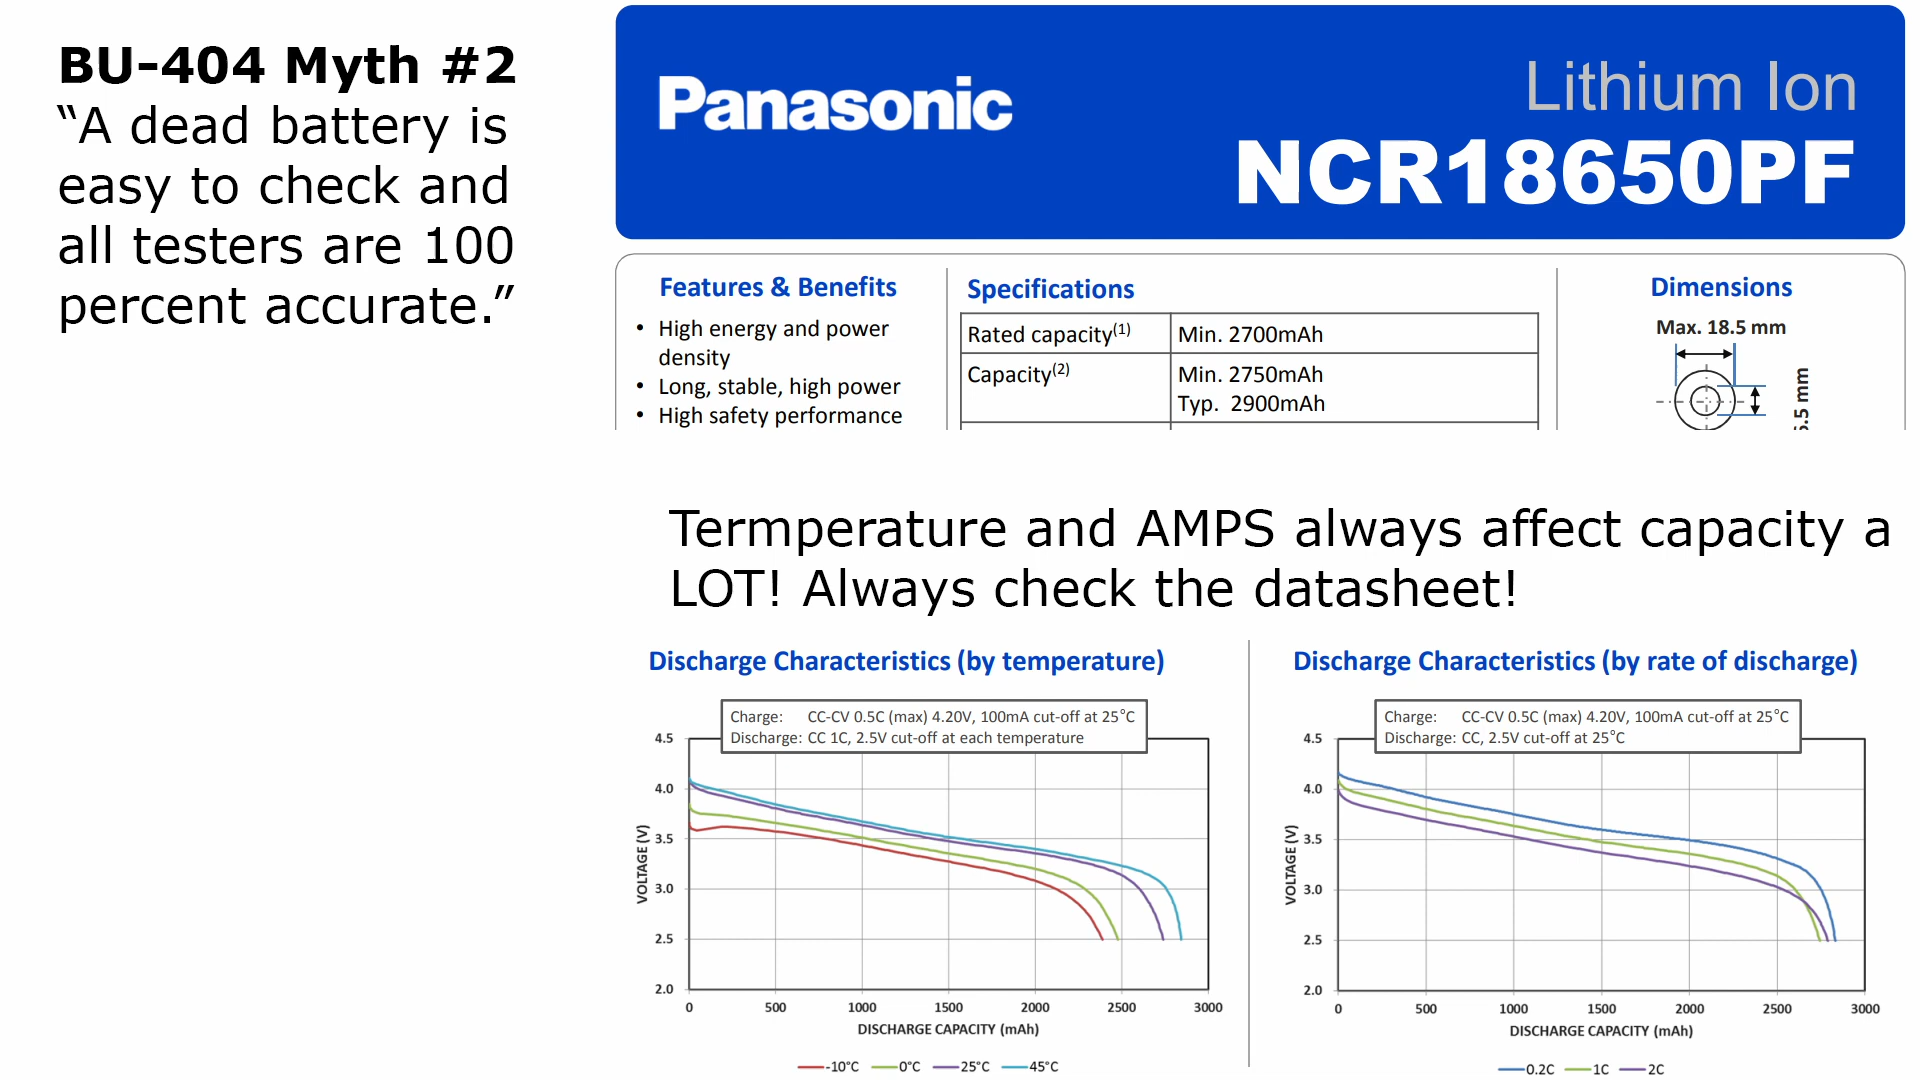 BU-404 Myth #2
“A dead battery is
easy to check and
all testers are 100
percent accurate.”
Panasonic
Lithium Ion
NCR18650PF
Features & Benefits
• High energy and power
density
• Long, stable, high power
• High safety performance
Specifications
Rated capacity(1) Min. 2700mAh
Capacity(2) Min. 2750mAh
Typ. 2900mAh
Dimensions
Max. 18.5 mm
Termperature and AMPS always affect capacity a
LOT! Always check the datasheet!
Discharge Characteristics (by temperature)
Charge: CC-CV 0.5C (max) 4.20V, 100mA cut-off at 25°C
Discharge: CC 1C, 2.5V cut-off at each temperature
4.5
4.0
3.5
3.0
2.5
2.0
VOLTAGE (V)
0 500 1000 1500 2000 2500 3000
DISCHARGE CAPACITY (mAh)
-10°C 0°C 25°C 45°C
Discharge Characteristics (by rate of discharge)
Charge: CC-CV 0.5C (max) 4.20V, 100mA cut-off at 25°C
Discharge: CC, 2.5V cut-off at 25°C
4.5
4.0
3.5
3.0
2.5
2.0
VOLTAGE (V)
0 500 1000 1500 2000 2500 3000
DISCHARGE CAPACITY (mAh)
0.2C 1C 2C